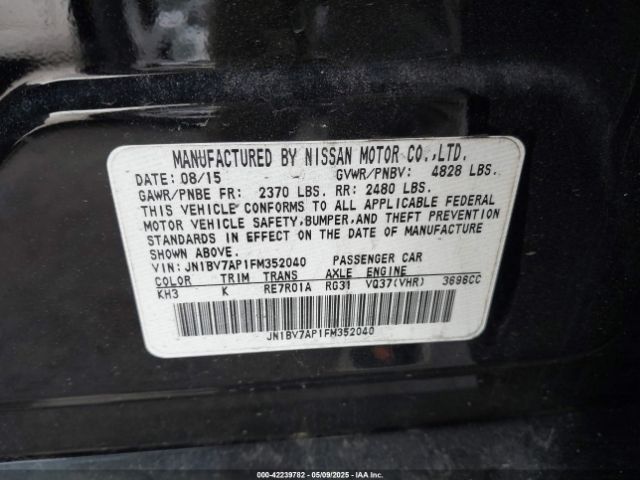 MANUFACTURED BY NISSAN MOTOR CO.,LTD.
DATE: 08/15 GVWR/PNBV: 4828 LBS.
GAWR/PNBE FR: 2370 LBS. RR: 2480 LBS.
THIS VEHICLE CONFORMS TO ALL APPLICABLE FEDERAL
MOTOR VEHICLE SAFETY,BUMPER,AND THEFT PREVENTION
STANDARDS IN EFFECT ON THE DATE OF MANUFACTURE
SHOWN ABOVE.
VIN: JN1BV7AP1FM352040 PASSENGER CAR
COLOR TRIM TRANS AXLE ENGINE
KH3 K RE7R01A RG31 VQ37(VHR) 3696CC
JN1BV7AP1FM352040
000-42239782 - 05/09/2025 - IAA Inc.